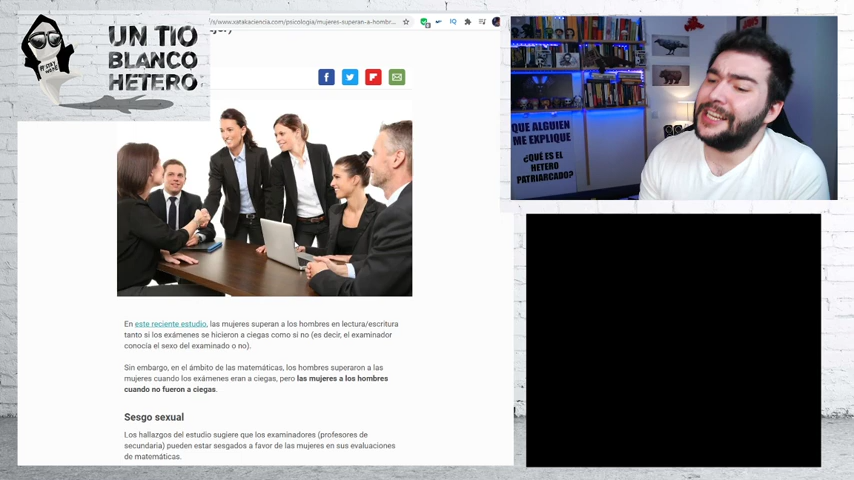 //www.xatakaciencia.com/psicologia/mujeres-superan-a-hombr...
IQ
UN TIO
BLANCO
HETERO
En este reciente estudio, las mujeres superan a los hombres en lectura/escritura
tanto si los exámenes se hicieron a ciegas como si no (es decir, el examinador
conocía el sexo del examinado o no).
Sin embargo, en el ámbito de las matemáticas, los hombres superaron a las
mujeres cuando los exámenes eran a ciegas, pero las mujeres a los hombres
cuando no fueron a ciegas.
Sesgo sexual
Los hallazgos del estudio sugiere que los examinadores (profesores de
secundaria) pueden estar sesgados a favor de las mujeres en sus evaluaciones
de matemáticas.
QUE ALGUIEN
ME EXPLIQUE
¿QUÉ ES EL
HETERO
PATRIARCADO?